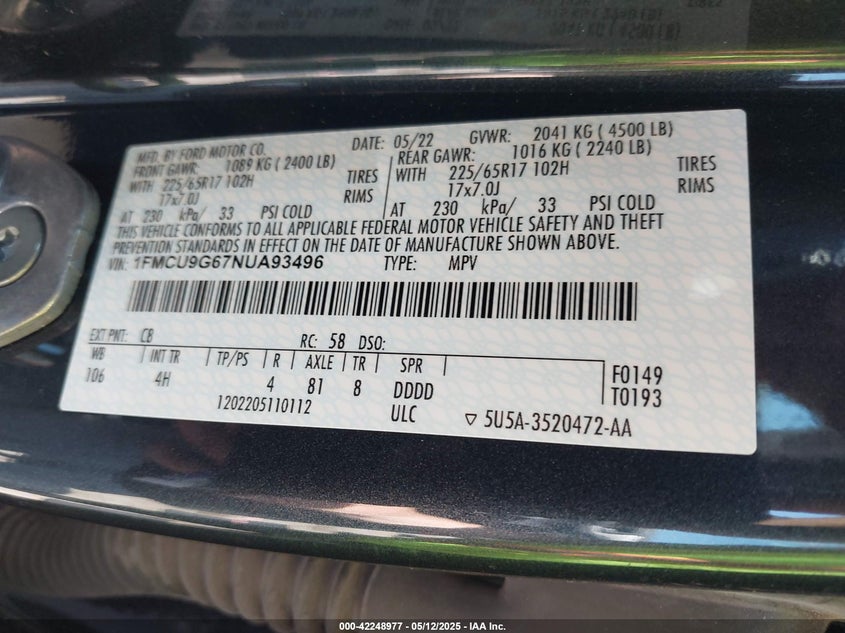 MFD. BY FORD MOTOR CO. DATE: 05/22 GVWR: 2041 KG ( 4500 LB)
FRONT GAWR: 1089 KG ( 2400 LB) REAR GAWR: 1016 KG ( 2240 LB)
WITH 225/65R17 102H TIRES WITH 225/65R17 102H TIRES
17x7.0J RIMS 17x7.0J RIMS
AT 230 kPa/ 33 PSI COLD AT 230 kPa/ 33 PSI COLD
THIS VEHICLE CONFORMS TO ALL APPLICABLE FEDERAL MOTOR VEHICLE SAFETY AND THEFT
PREVENTION STANDARDS IN EFFECT ON THE DATE OF MANUFACTURE SHOWN ABOVE.
VIN: 1FMCU9G67NUA93496 TYPE: MPV
EXT PNT: CB RC: 58 DSO:
WB INT TR TP/PS R AXLE TR SPR
106 4H 4 81 8 DDDD
F0149
T0193
1202205110112 ULC ▽ 5U5A-3520472-AA
000-42248977 - 05/12/2025 - IAA Inc.